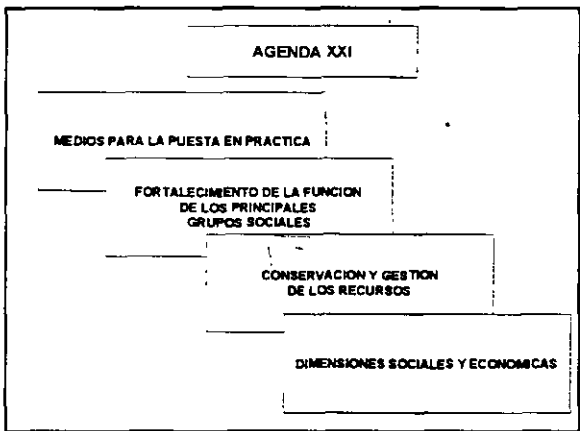 AGENDA XXI
MEDIOS PARA LA PUESTA EN PRACTICA
FORTALECIMIENTO DE LA FUNCION
DE LOS PRINCIPALES
GRUPOS SOCIALES
CONSERVACION Y GESTION
DE LOS RECURSOS
DIMENSIONES SOCIALES Y ECONOMICAS